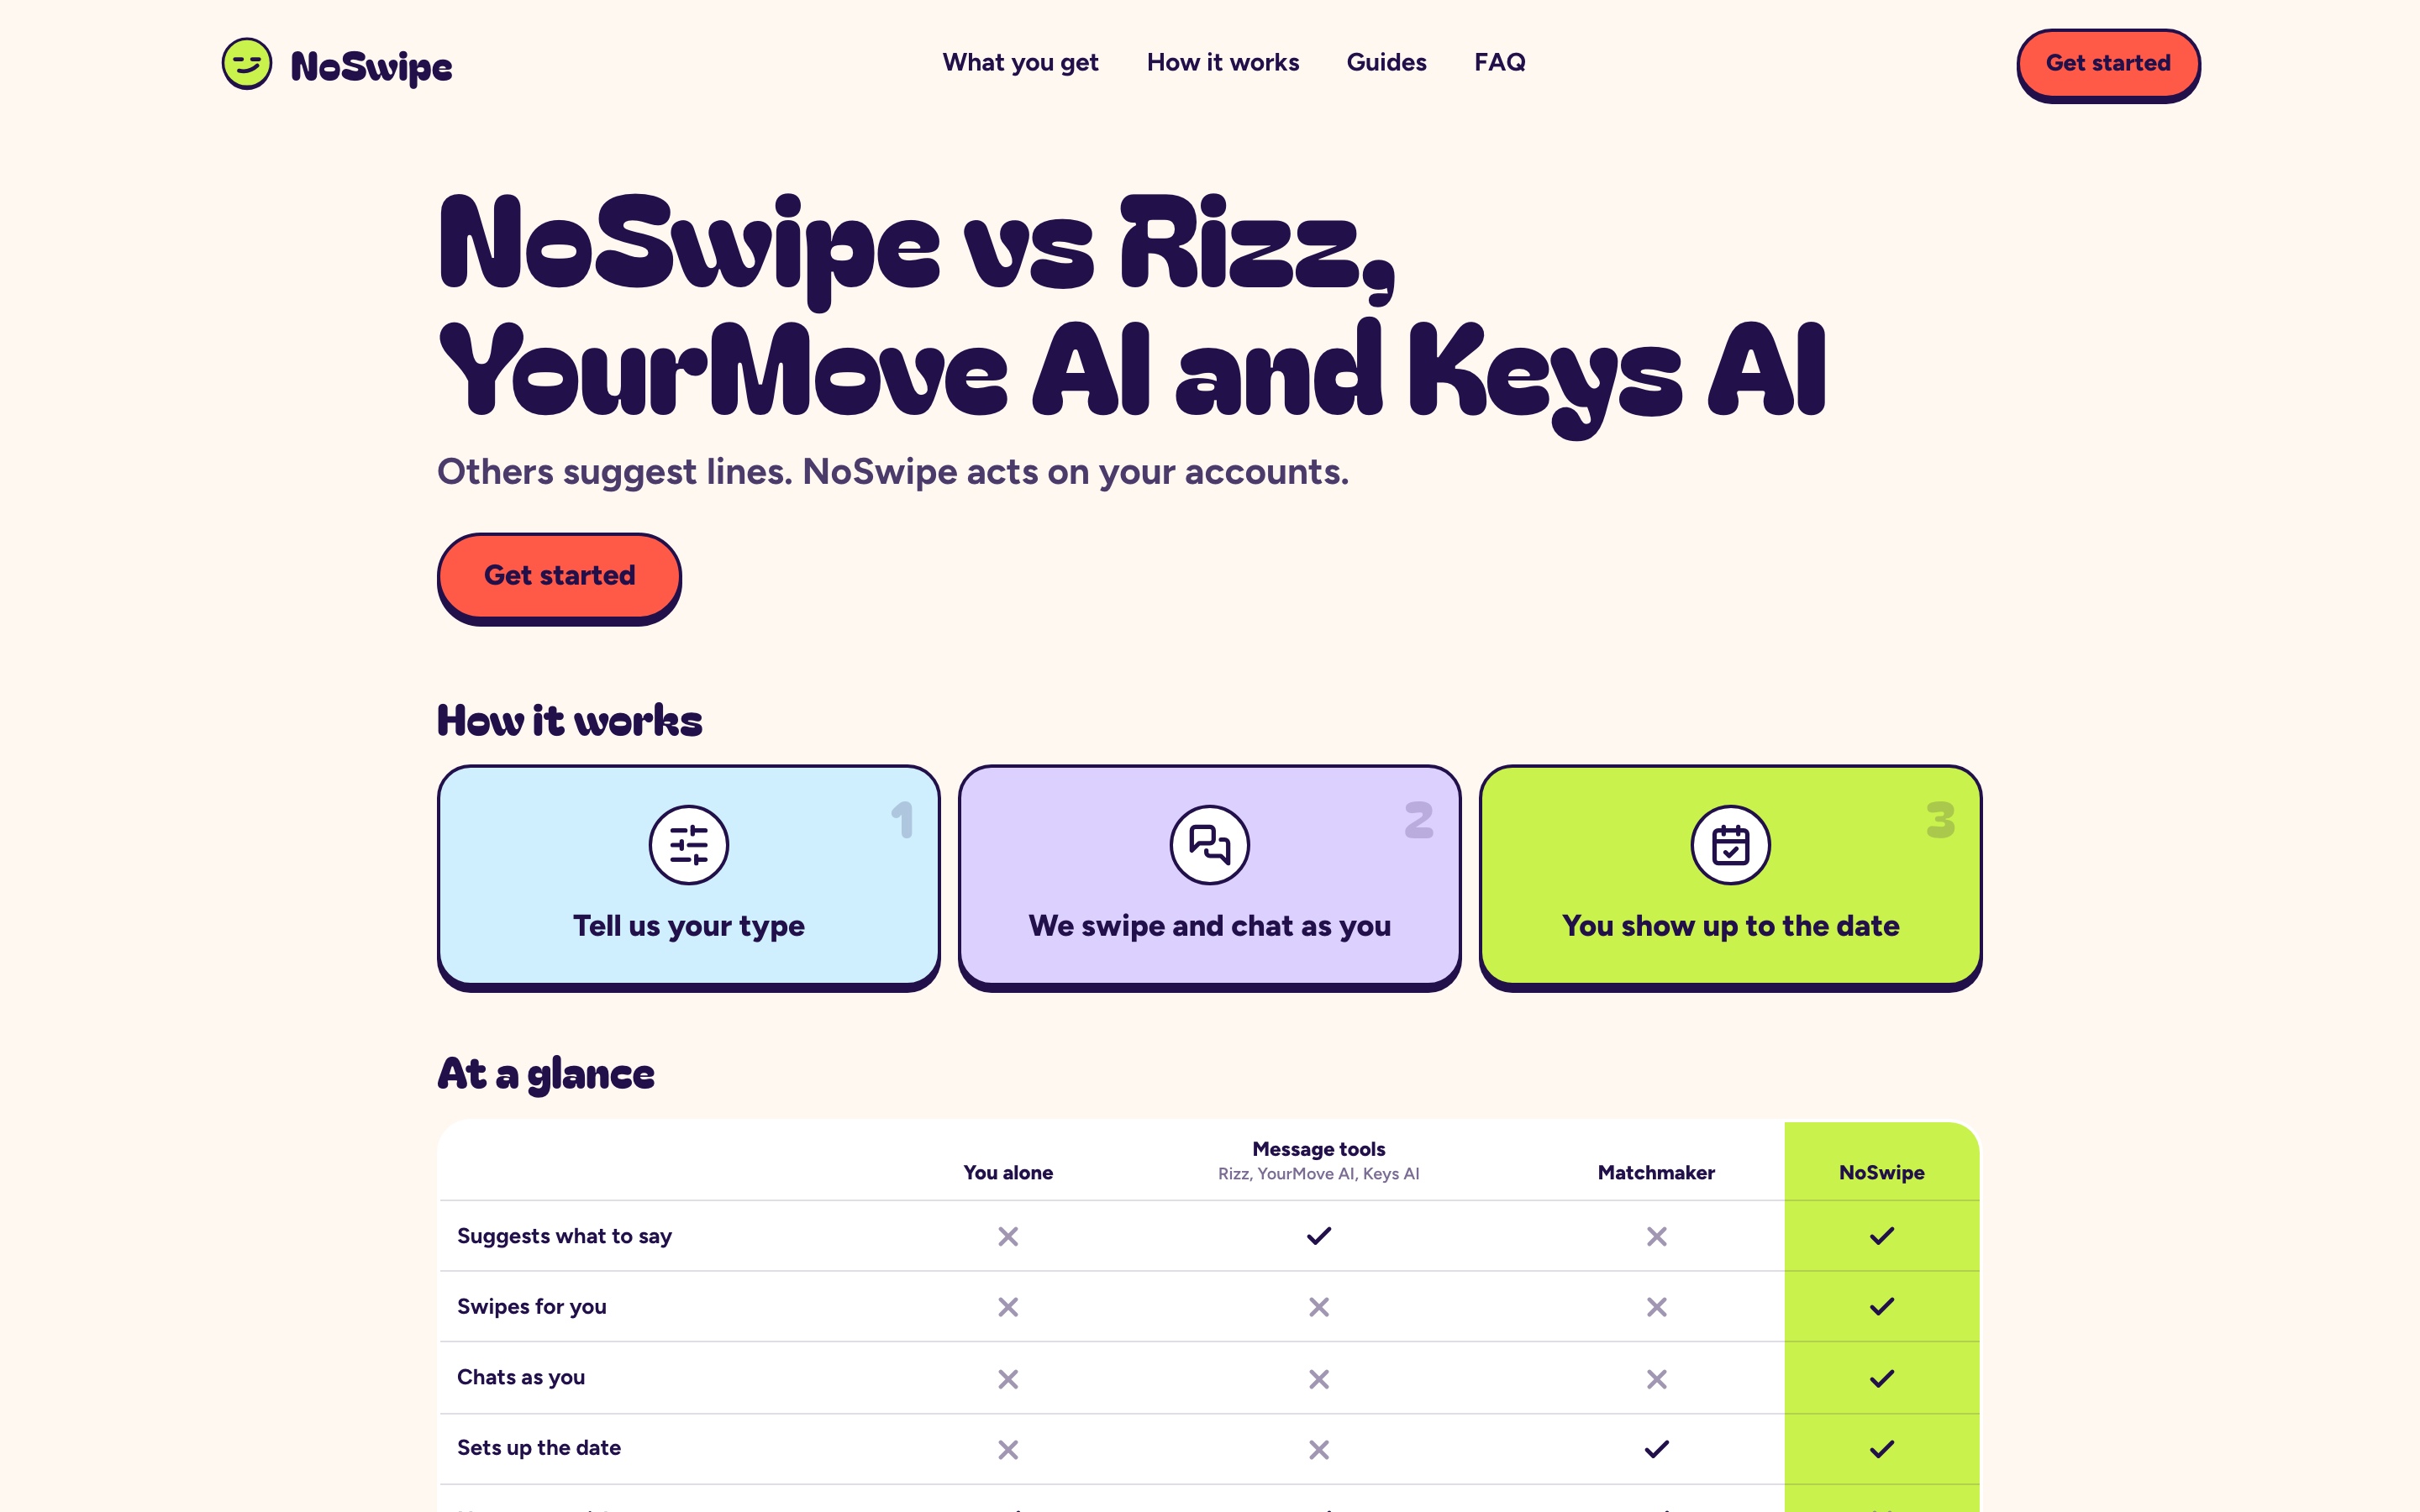 NoSwipe
What you get
How it works
Guides
FAQ
Get started
NoSwipe vs Rizz,
YourMove AI and Keys AI
Others suggest lines. NoSwipe acts on your accounts.
Get started
How it works
1
Tell us your type
2
We swipe and chat as you
3
You show up to the date
At a glance
You alone
Message tools
Rizz, YourMove AI, Keys AI
Matchmaker
NoSwipe
Suggests what to say
Swipes for you
Chats as you
Sets up the date